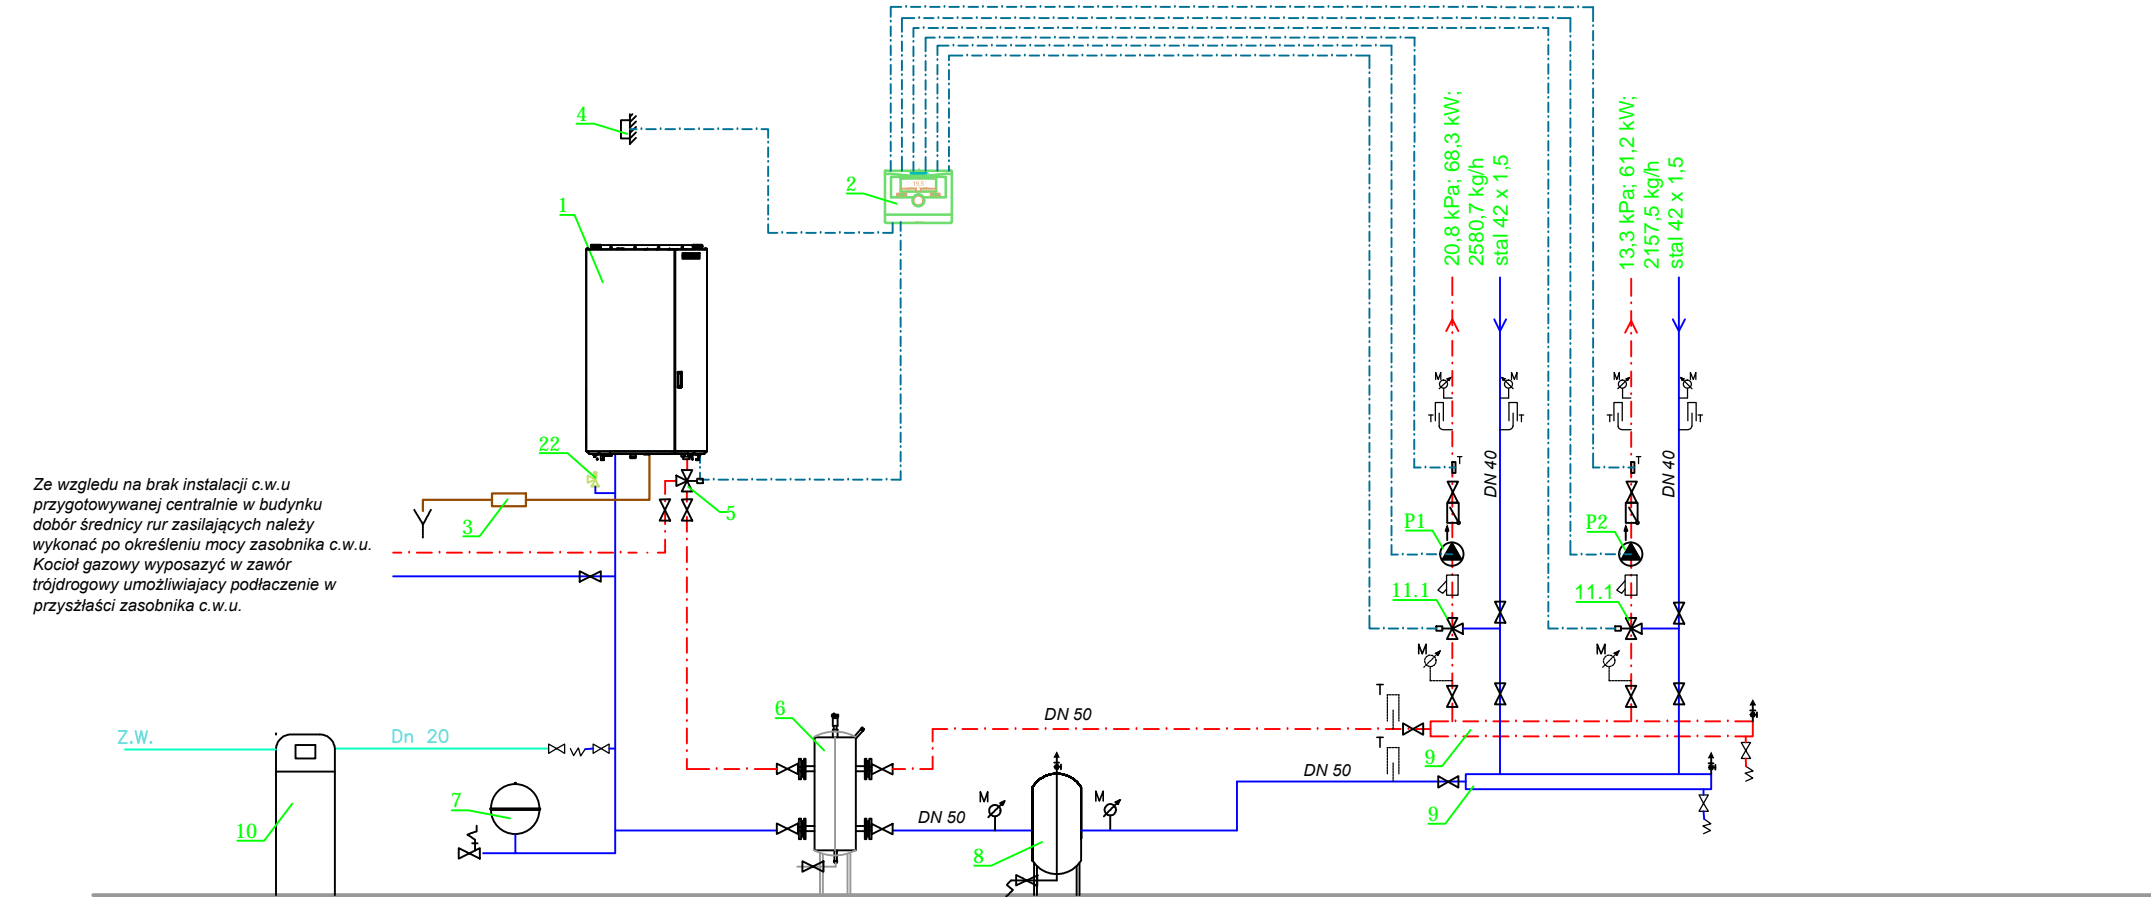 4
2
1
20,8 kPa; 68,3 kW;
2580,7 kg/h
stal 42 x 1,5
13,3 kPa; 61,2 kW;
2157,5 kg/h
stal 42 x 1,5
M
M
M
M
T
T
T
T
22
T
T
DN 40
DN 40
Ze wzgledu na brak instalacji c.w.u
przygotowywanej centralnie w budynku
dobór średnicy rur zasilających należy
wykonać po określeniu mocy zasobnika c.w.u.
Kocioł gazowy wyposazyć w zawór
trójdrogowy umożliwiajacy podłaczenie w
przyszłaści zasobnika c.w.u.
3
5
P1
P2
11.1
11.1
M
M
T
6
DN 50
Z.W.
Dn 20
T
9
DN 50
7
M
M
DN 50
9
10
8